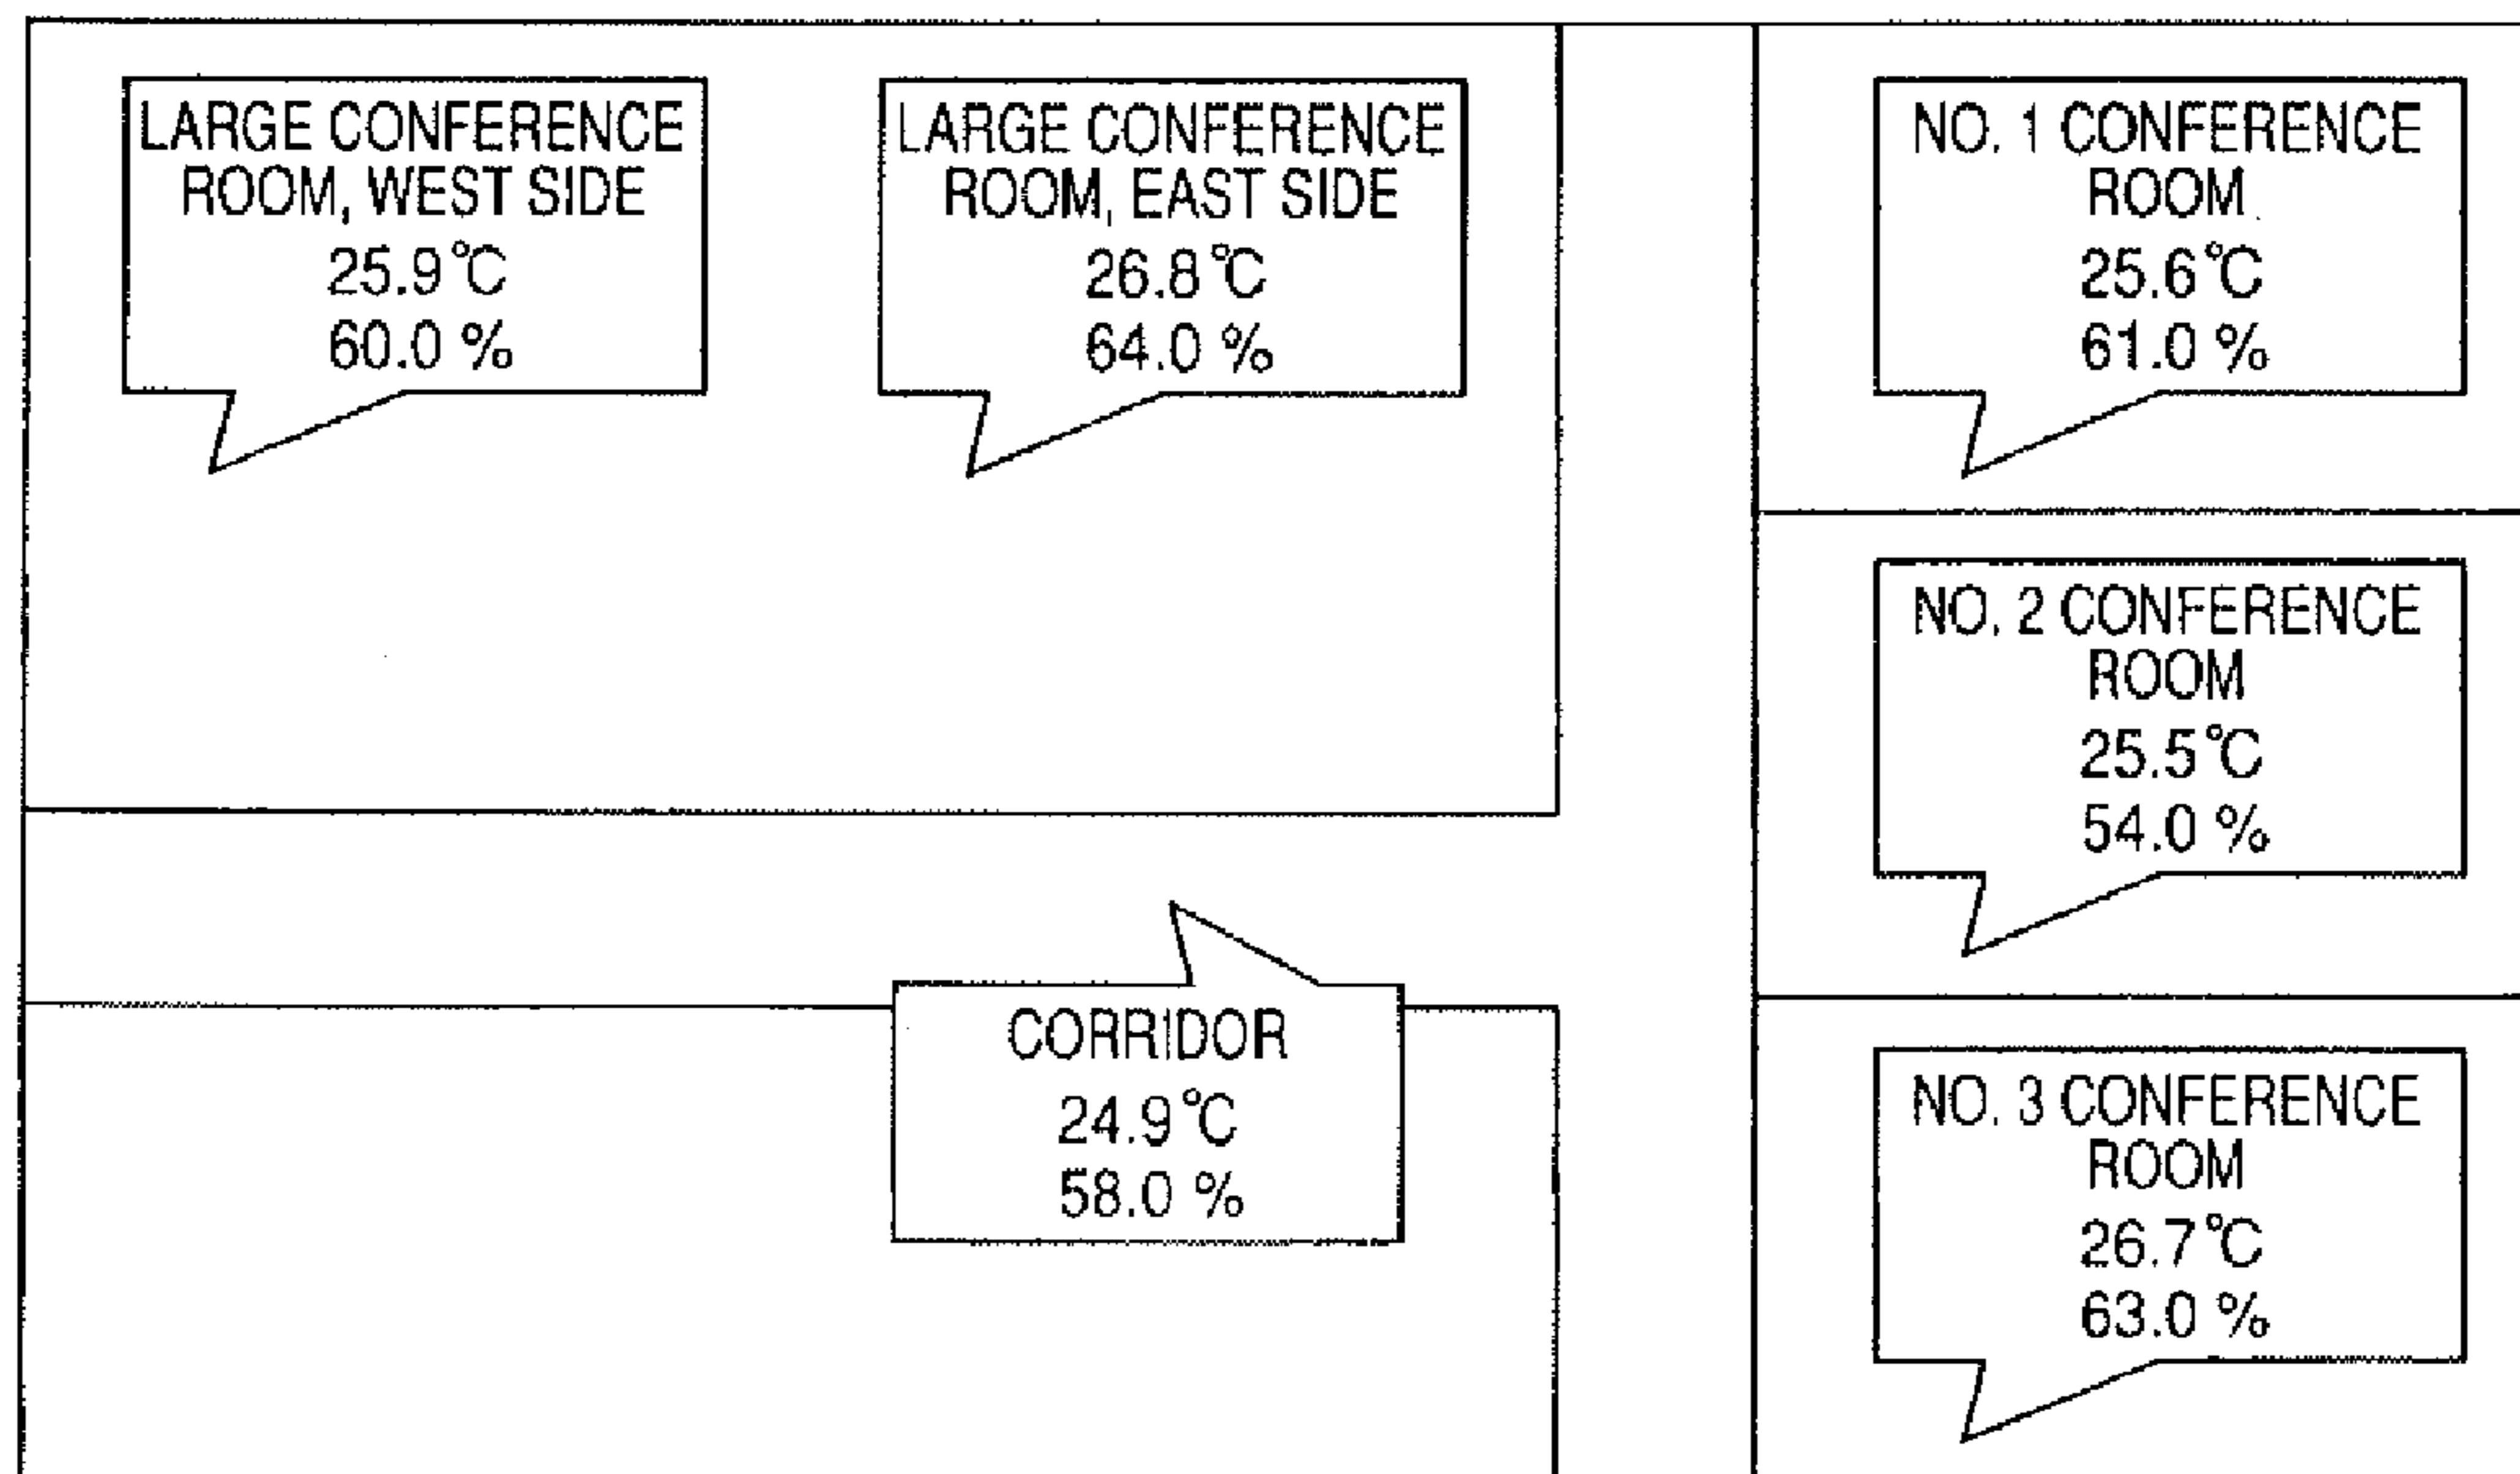 LARGE CONFERENCE
ROOM, WEST SIDE
25.9℃
60.0 %
LARGE CONFERENCE
ROOM, EAST SIDE
26.8℃
64.0 %
NO. 1 CONFERENCE
ROOM
25.6℃
61.0 %
NO. 2 CONFERENCE
ROOM
25.5℃
54.0 %
CORRIDOR
24.9℃
58.0 %
NO. 3 CONFERENCE
ROOM
26.7℃
63.0 %